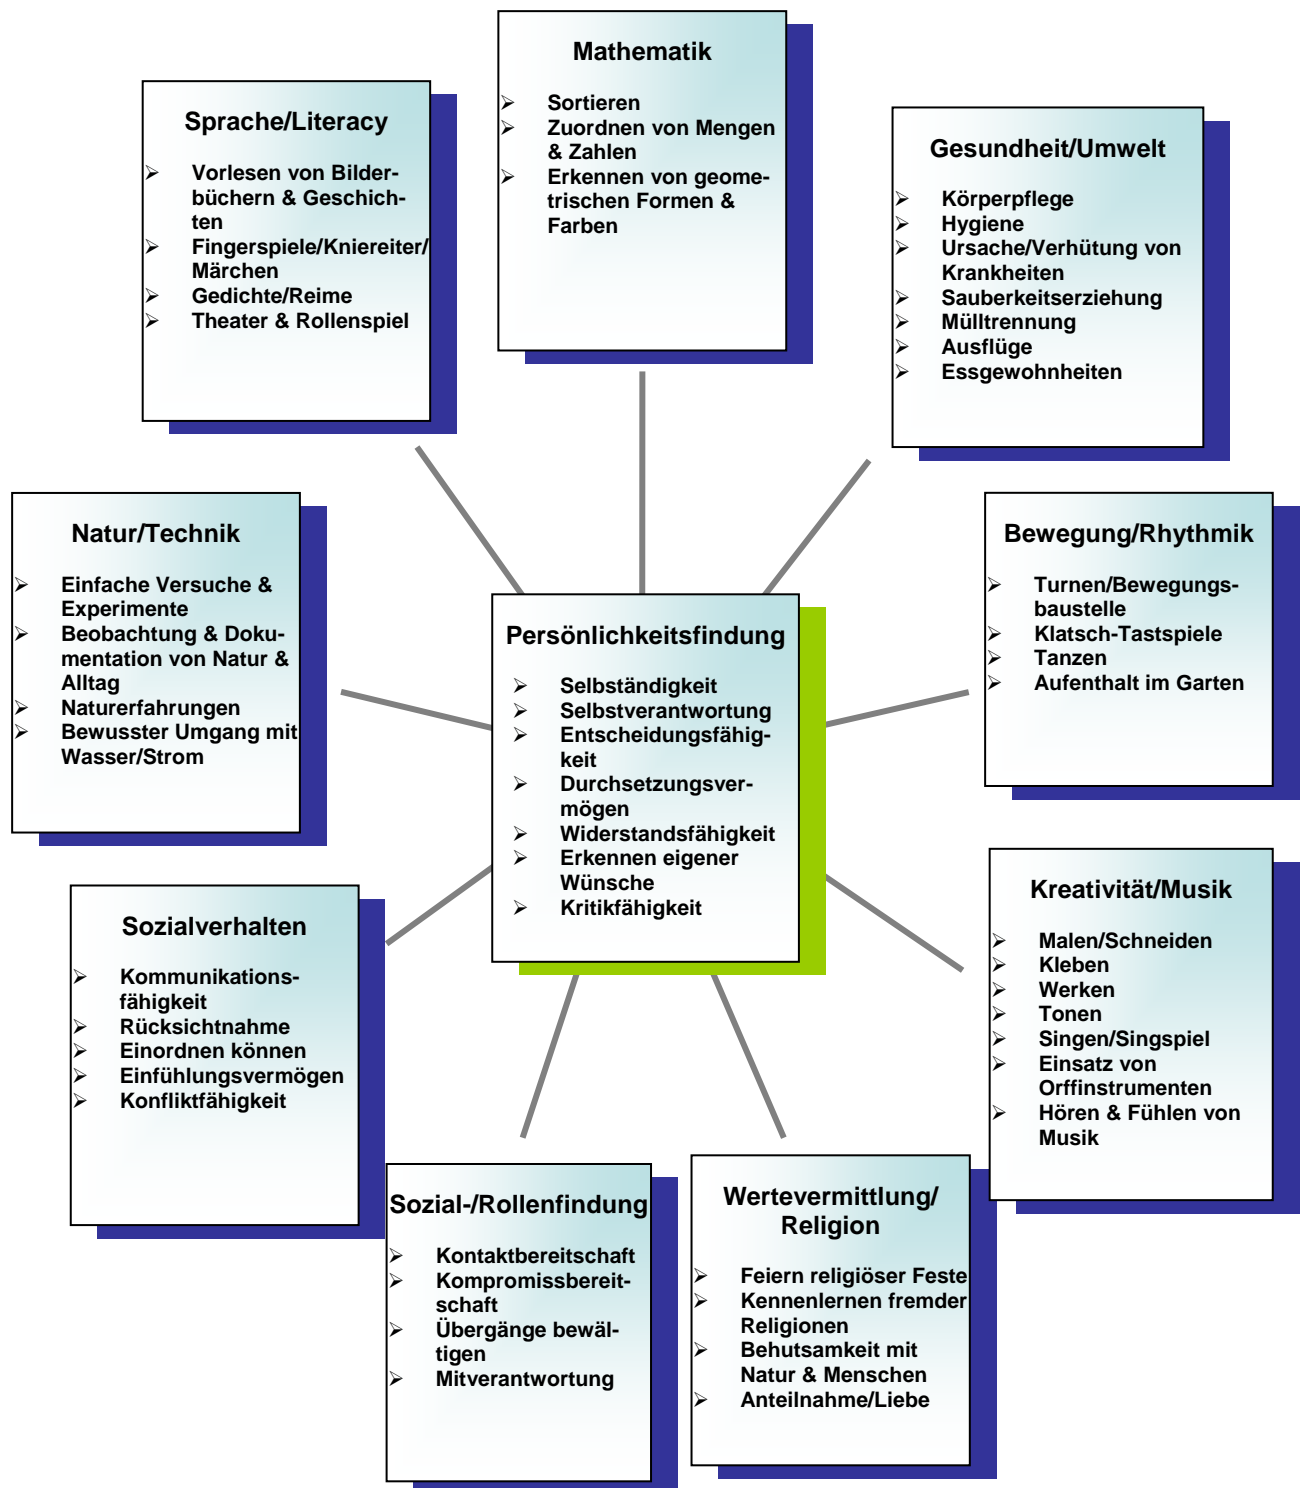 Mathematik
Sortieren
Zuordnen von Mengen
& Zahlen
Erkennen von geome-
trischen Formen &
Farben
Sprache/Literacy
Vorlesen von Bilder-
büchern & Geschich-
ten
Fingerspiele/Kniereiter/
Märchen
Gedichte/Reime
Theater & Rollenspiel
Gesundheit/Umwelt
Körperpflege
Hygiene
Ursache/Verhütung von
Krankheiten
Sauberkeitserziehung
Mülltrennung
Ausflüge
Essgewohnheiten
Natur/Technik
Einfache Versuche &
Experimente
Beobachtung & Doku-
mentation von Natur &
Alltag
Naturerfahrungen
Bewusster Umgang mit
Wasser/Strom
Persönlichkeitsfindung
Selbständigkeit
Selbstverantwortung
Entscheidungsfähig-
keit
Durchsetzungsver-
mögen
Widerstandsfähigkeit
Erkennen eigener
Wünsche
Kritikfähigkeit
Bewegung/Rhythmik
Turnen/Bewegungs-
baustelle
Klatsch-Tastspiele
Tanzen
Aufenthalt im Garten
Sozialverhalten
Kommunikations-
fähigkeit
Rücksichtnahme
Einordnen können
Einfühlungsvermögen
Konfliktfähigkeit
Kreativität/Musik
Malen/Schneiden
Kleben
Werken
Tonen
Singen/Singspiel
Einsatz von
Orffinstrumenten
Hören & Fühlen von
Musik
Sozial-/Rollenfindung
Kontaktbereitschaft
Kompromissbereit-
schaft
Übergänge bewäl-
tigen
Mitverantwortung
Wertevermittlung/
Religion
Feiern religiöser Feste
Kennenlernen fremder
Religionen
Behutsamkeit mit
Natur & Menschen
Anteilnahme/Liebe